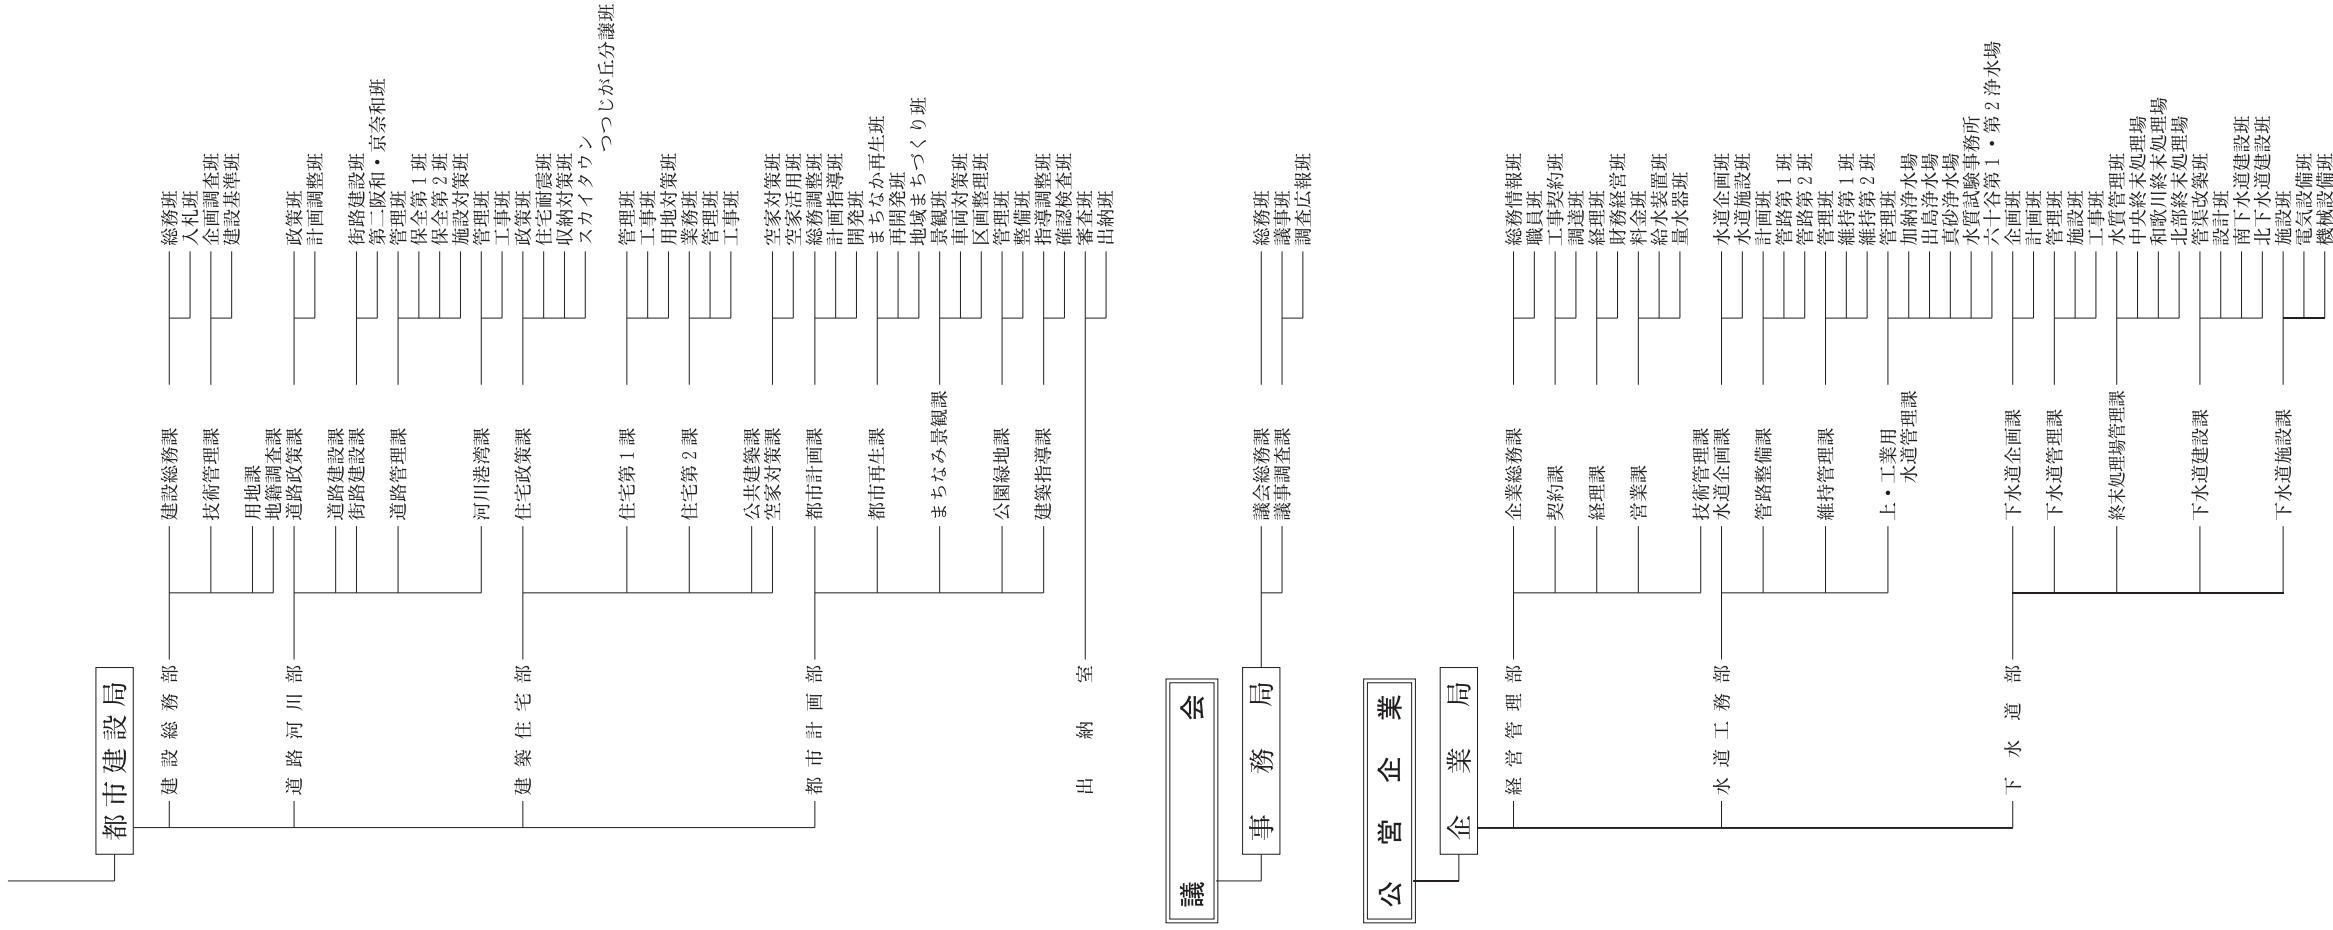 都市建設局
建設総務部
建設総務課
総務班
入札班
技術管理課
企画調査班
建設基準班
用地課
地籍調査課
道路河川部
道路政策課
政策班
計画調整班
道路建設課
街路建設課
街路建設班
第二阪和・京奈和班
道路管理課
管理班
保全第1班
保全第2班
施設対策班
河川港湾課
管理班
工事班
建築住宅部
住宅政策課
政策班
住宅耐震班
収納対策班
スカイタウン
つつじが丘分譲班
住宅第1課
管理班
工事班
用地対策班
住宅第2課
業務班
管理班
工事班
公共建築課
空家対策課
空家対策班
空家活用班
都市計画部
都市計画課
総務調整班
計画指導班
開発班
都市再生課
まちなか再生班
再開発班
地域まちづくり班
まちなみ景観課
景観班
車両対策班
区画整理班
公園緑地課
管理班
整備班
建築指導課
指導調整班
確認検査班
出納室
審査班
出納班
議会
事務局
議会総務課
総務班
議事調査課
議事班
調査広報班
公営企業
企業局
経営管理部
企業総務課
総務情報班
職員班
契約課
工事契約班
調達班
経理課
経理班
財務経営班
営業課
料金班
給水装置班
量水器班
技術管理課
水道工務部
水道企画課
水道企画班
水道施設班
管路整備課
計画班
管路第1班
管路第2班
維持管理課
管理班
維持第1班
維持第2班
上・工業用
水道管理課
管理班
加納浄水場
出島浄水場
真砂浄水場
水質試験事務所
六十谷第1・第2浄水場
下水道部
下水道企画課
企画班
計画班
下水道管理課
管理班
施設班
工事班
終末処理場管理課
水質管理班
中央終末処理場
和歌川終末処理場
北部終末処理場
下水道建設課
管渠改築班
設計班
南下水道建設班
北下水道建設班
下水道施設課
施設班
電気設備班
機械設備班